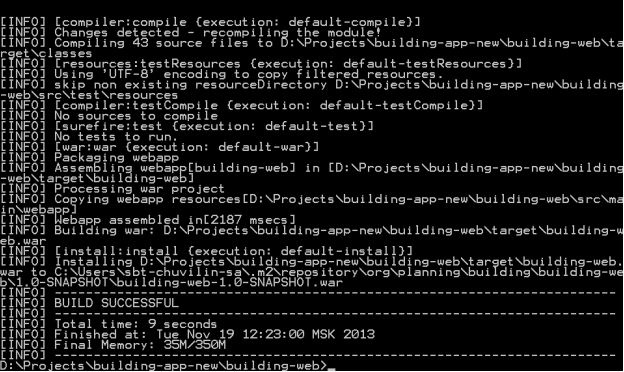 [INFO] [compiler:compile {execution: default-compile}]
[INFO] Changes detected - recompiling the module!
[INFO] Compiling 43 source files to D:\Projects\building-app-new\building-web\ta
rget\classes
[INFO] [resources:testResources {execution: default-testResources}]
[INFO] Using 'UTF-8' encoding to copy filtered resources.
[INFO] skip non existing resourceDirectory D:\Projects\building-app-new\building
-web\src\test\resources
[INFO] [compiler:testCompile {execution: default-testCompile}]
[INFO] No sources to compile
[INFO] [surefire:test {execution: default-test}]
[INFO] No tests to run.
[INFO] [war:war {execution: default-war}]
[INFO] Packaging webapp
[INFO] Assembling webapp[building-web] in [D:\Projects\building-app-new\building
-web\target\building-web]
[INFO] Processing war project
[INFO] Copying webapp resources[D:\Projects\building-app-new\building-web\src\ma
in\webapp]
[INFO] Webapp assembled in[2187 msecs]
[INFO] Building war: D:\Projects\building-app-new\building-web\target\building-w
eb.war
[INFO] [install:install {execution: default-install}]
[INFO] Installing D:\Projects\building-app-new\building-web\target\building-web.
war to C:\Users\sbt-chuvilin-sa\.m2\repository\org\planning\building\building-we
b\1.0-SNAPSHOT\building-web-1.0-SNAPSHOT.war
[INFO] ------------------------------------------------------------------------
[INFO] BUILD SUCCESSFUL
[INFO] ------------------------------------------------------------------------
[INFO] Total time: 9 seconds
[INFO] Finished at: Tue Nov 19 12:23:00 MSK 2013
[INFO] Final Memory: 35M/350M
[INFO] ------------------------------------------------------------------------
D:\Projects\building-app-new\building-web>_